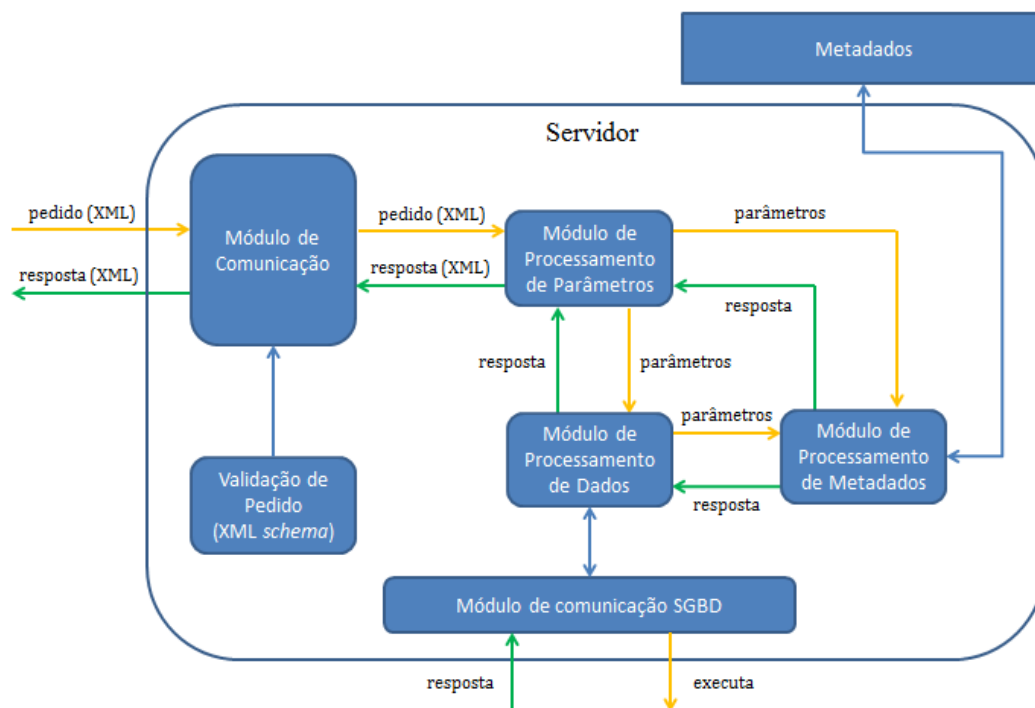 Metadados
Servidor
pedido (XML)
pedido (XML)
parâmetros
Módulo de
Comunicação
Módulo de
Processamento
de Parâmetros
resposta (XML)
resposta (XML)
resposta
resposta
parâmetros
parâmetros
Módulo de
Processamento
de Dados
Módulo de
Processamento
de Metadados
resposta
Validação de
Pedido
(XML schema)
Módulo de comunicação SGBD
resposta
executa